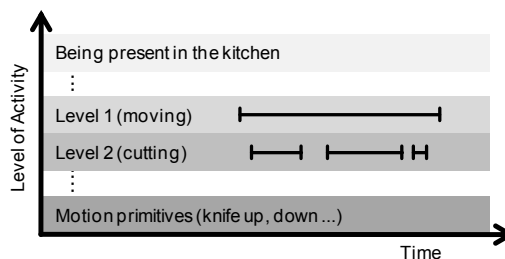 Level of Activity
Being present in the kitchen
⋮
Level 1 (moving)
Level 2 (cutting)
⋮
Motion primitives (knife up, down ...)
Time